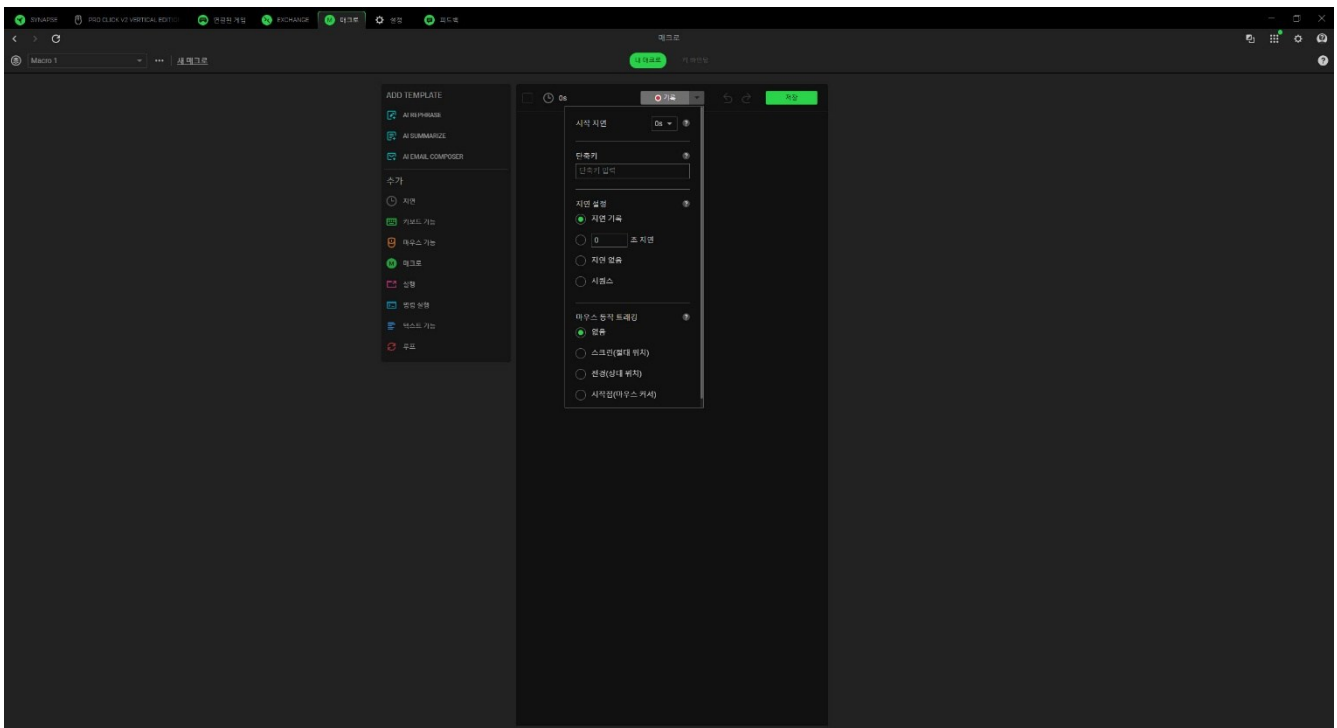 SYNAPSE
PRO CLICK V2 VERTICAL EDITIO
연결된 게임
EXCHANGE
매크로
설정
피드백
매크로
Macro 1
새 매크로
내 매크로
ADD TEMPLATE
0s
기록
저장
AI REPHRASE
AI SUMMARIZE
AI EMAIL COMPOSER
추가
지연
키보드 기능
마우스 기능
매크로
실행
명령 실행
텍스트 기능
루프
시작 지연
0s
단축키
단축키 입력
지연 설정
지연 기록
0 초 지연
지연 없음
시퀀스
마우스 동작 트래킹
없음
스크린(절대 위치)
전경(상대 위치)
시작점(마우스 커서)